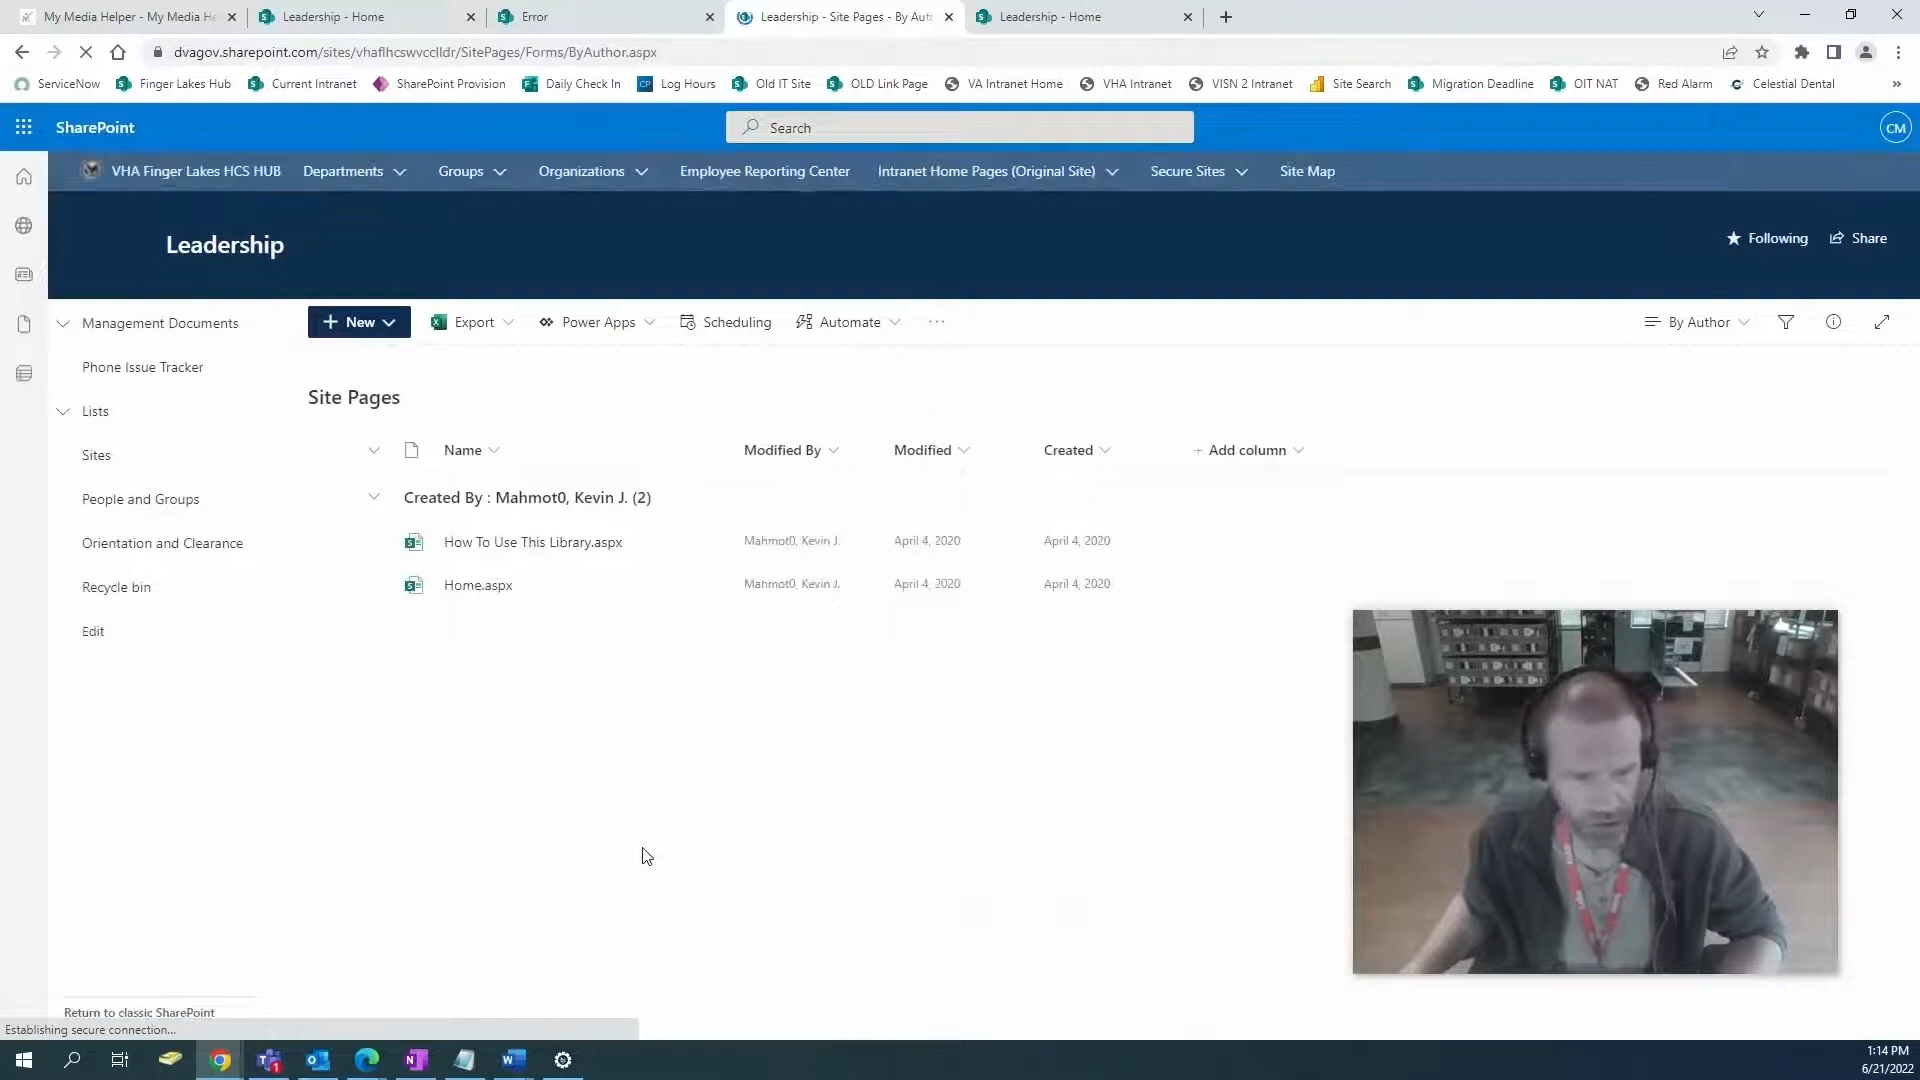 My Media Helper - My Media He
Leadership - Home
Error
Leadership - Site Pages - By Aut
Leadership - Home
dvagov.sharepoint.com/sites/vhaflhcswvcclldr/SitePages/Forms/ByAuthor.aspx
ServiceNow
Finger Lakes Hub
Current Intranet
SharePoint Provision
Daily Check In
CP
Log Hours
Old IT Site
OLD Link Page
VA Intranet Home
VHA Intranet
VISN 2 Intranet
Site Search
Migration Deadline
OIT NAT
Red Alarm
Celestial Dental
SharePoint
Search
CM
VHA Finger Lakes HCS HUB
Departments
Groups
Organizations
Employee Reporting Center
Intranet Home Pages (Original Site)
Secure Sites
Site Map
Leadership
Following
Share
Management Documents
Phone Issue Tracker
Lists
Sites
People and Groups
Orientation and Clearance
Recycle bin
Edit
+ New
Export
Power Apps
Scheduling
Automate
...
By Author
Site Pages
Name
Modified By
Modified
Created
+ Add column
Created By : Mahmot0, Kevin J. (2)
How To Use This Library.aspx
Mahmot0, Kevin J.
April 4, 2020
April 4, 2020
Home.aspx
Mahmot0, Kevin J.
April 4, 2020
April 4, 2020
Return to classic SharePoint
Establishing secure connection...
1:14 PM
6/21/2022